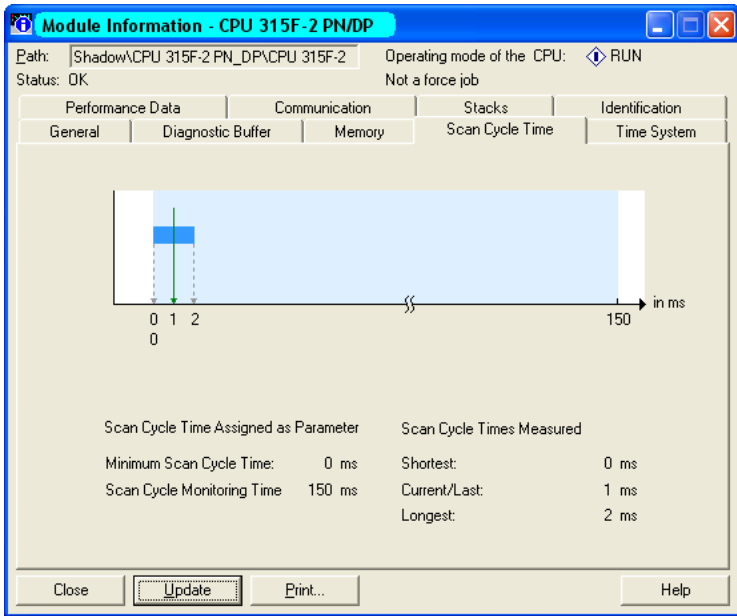 Module Information - CPU 315F-2 PN/DP
Path: Shadow\CPU 315F-2 PN_DP\CPU 315F-2 Operating mode of the CPU: RUN
Status: OK Not a force job
Performance Data Communication Stacks Identification
General Diagnostic Buffer Memory Scan Cycle Time Time System
in ms
0 1 2 150
0
Scan Cycle Time Assigned as Parameter Scan Cycle Times Measured
Minimum Scan Cycle Time: 0 ms Shortest: 0 ms
Scan Cycle Monitoring Time 150 ms Current/Last: 1 ms
Longest: 2 ms
Close Update Print... Help